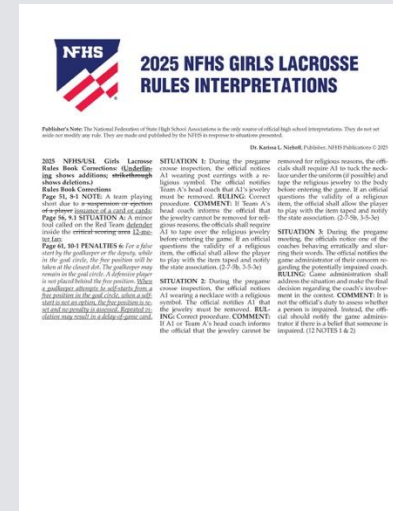 NFHS
2025 NFHS GIRLS LACROSSE
RULES INTERPRETATIONS
Publisher's Note: The National Federation of State High School Associations is the only source of official high school interpretations. They do not set
aside nor modify any rule. They are made and published by the NFHS in response to situations presented.
Dr. Karissa L. Niehoff, Publisher, NFHS Publications © 2025
2025 NFHS/USL Girls Lacrosse
Rules Book Corrections: (Underlin-
ing shows additions; strikethrough
shows deletions.)
Rules Book Corrections
Page 51, 8-1 NOTE: A team playing
short due to a suspension or ejection
of a player issuance of a card or cards;
Page 56, 9.1 SITUATION A: A minor
foul called on the Red Team defender
inside the critical scoring area 12-me-
ter fan;
Page 61, 10-1 PENALTIES 6: For a false
start by the goalkeeper or the deputy, while
in the goal circle, the free position will be
taken at the closest dot. The goalkeeper may
remain in the goal circle. A defensive player
is not placed behind the free position. When
a goalkeeper attempts to self-starts from a
free position in the goal circle, when a self-
start is not an option, the free position is re-
set and no penalty is assessed. Repeated vi-
olation may result in a delay-of-game card.
SITUATION 1: During the pregame
crosse inspection, the official notices
A1 wearing post earrings with a re-
ligious symbol. The official notifies
Team A's head coach that A1's jewelry
must be removed. RULING: Correct
procedure. COMMENT: If Team A's
head coach informs the official that
the jewelry cannot be removed for reli-
gious reasons, the officials shall require
A1 to tape over the religious jewelry
before entering the game. If an official
questions the validity of a religious
item, the official shall allow the player
to play with the item taped and notify
the state association. (2-7-5b, 3-5-3e)
SITUATION 2: During the pregame
crosse inspection, the official notices
A1 wearing a necklace with a religious
symbol. The official notifies A1 that
the jewelry must be removed. RUL-
ING: Correct procedure. COMMENT:
If A1 or Team A's head coach informs
the official that the jewelry cannot be
removed for religious reasons, the offi-
cials shall require A1 to tuck the neck-
lace under the uniform (if possible) and
tape the religious jewelry to the body
before entering the game. If an official
questions the validity of a religious
item, the official shall allow the player
to play with the item taped and notify
the state association. (2-7-5b, 3-5-3e)
SITUATION 3: During the pregame
meeting, the officials notice one of the
coaches behaving erratically and slur-
ring their words. The official notifies the
game administrator of the concern re-
garding the potentially impaired coach.
RULING: Game administration shall
address the situation and make the final
decision regarding the coach's involve-
ment in the contest. COMMENT: It is
not the official's duty to assess whether
a person is impaired. Instead, the offi-
cial should notify the game adminis-
trator if there is a belief that someone is
impaired. (12 NOTES 1 & 2)